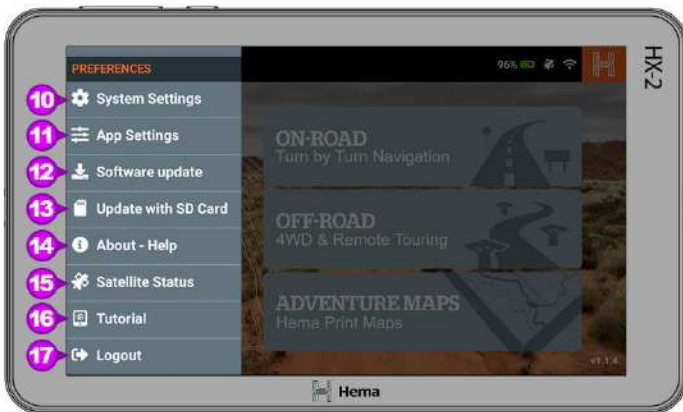 PREFERENCES
96%
HX-2
10 System Settings
11 App Settings
12 Software update
13 Update with SD Card
14 About - Help
15 Satellite Status
16 Tutorial
17 Logout
ON-ROAD
Turn by Turn Navigation
OFF-ROAD
4WD & Remote Touring
ADVENTURE MAPS
Hema Print Maps
v1.1.4
Hema